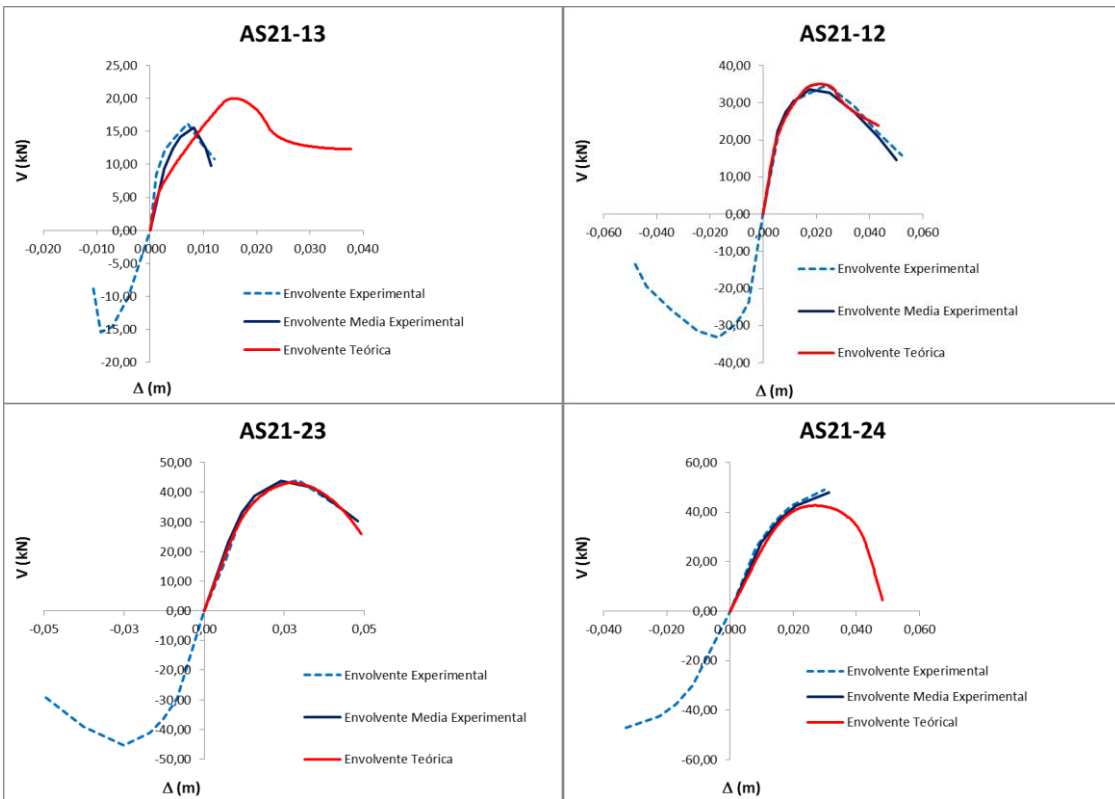 AS21-13
25,00
20,00
15,00
10,00
5,00
0,00
-5,00
-10,00
-15,00
-20,00
-0,020 -0,010 0,000 0,010 0,020 0,030 0,040
V (kN)
Δ (m)
Envolvente Experimental
Envolvente Media Experimental
Envolvente Teórica
AS21-12
40,00
30,00
20,00
10,00
0,00
-10,00
-20,00
-30,00
-40,00
-0,060 -0,040 -0,020 0,000 0,020 0,040 0,060
V (kN)
Δ (m)
Envolvente Experimental
Envolvente Media Experimental
Envolvente Teórica
AS21-23
50,00
40,00
30,00
20,00
10,00
0,00
-10,00
-20,00
-30,00
-40,00
-50,00
-0,05 -0,03 0,00 0,03 0,05
V (kN)
Δ (m)
Envolvente Experimental
Envolvente Media Experimental
Envolvente Teórica
AS21-24
60,00
40,00
20,00
0,00
-20,00
-40,00
-60,00
-0,040 -0,020 0,000 0,020 0,040 0,060
V (kN)
Δ (m)
Envolvente Experimental
Envolvente Media Experimental
Envolvente Teórical